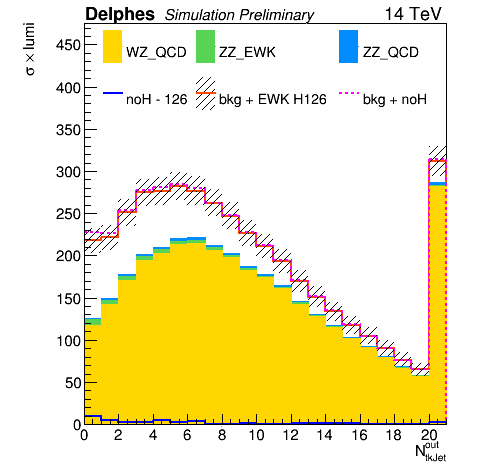 Delphes Simulation Preliminary 14 TeV
σ × lumi
WZ_QCD ZZ_EWK ZZ_QCD
noH - 126 bkg + EWK H126 bkg + noH
450
400
350
300
250
200
150
100
50
0
0 2 4 6 8 10 12 14 16 18 20
N^out_tkJet